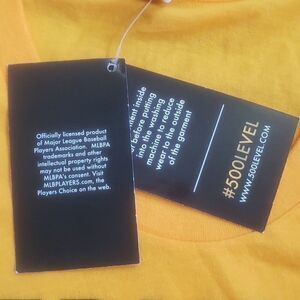 Officially licensed product
of Major League Baseball
Players Association. MLBPA
trademarks and other
intellectual property rights
may not be used without
MLBPA's consent. Visit
MLBPLAYERS.com, the
Players Choice on the web.
inside
before putting
into the washing
machine to reduce
wear to the outside
of the garment
#500LEVEL
WWW.500LEVEL.COM